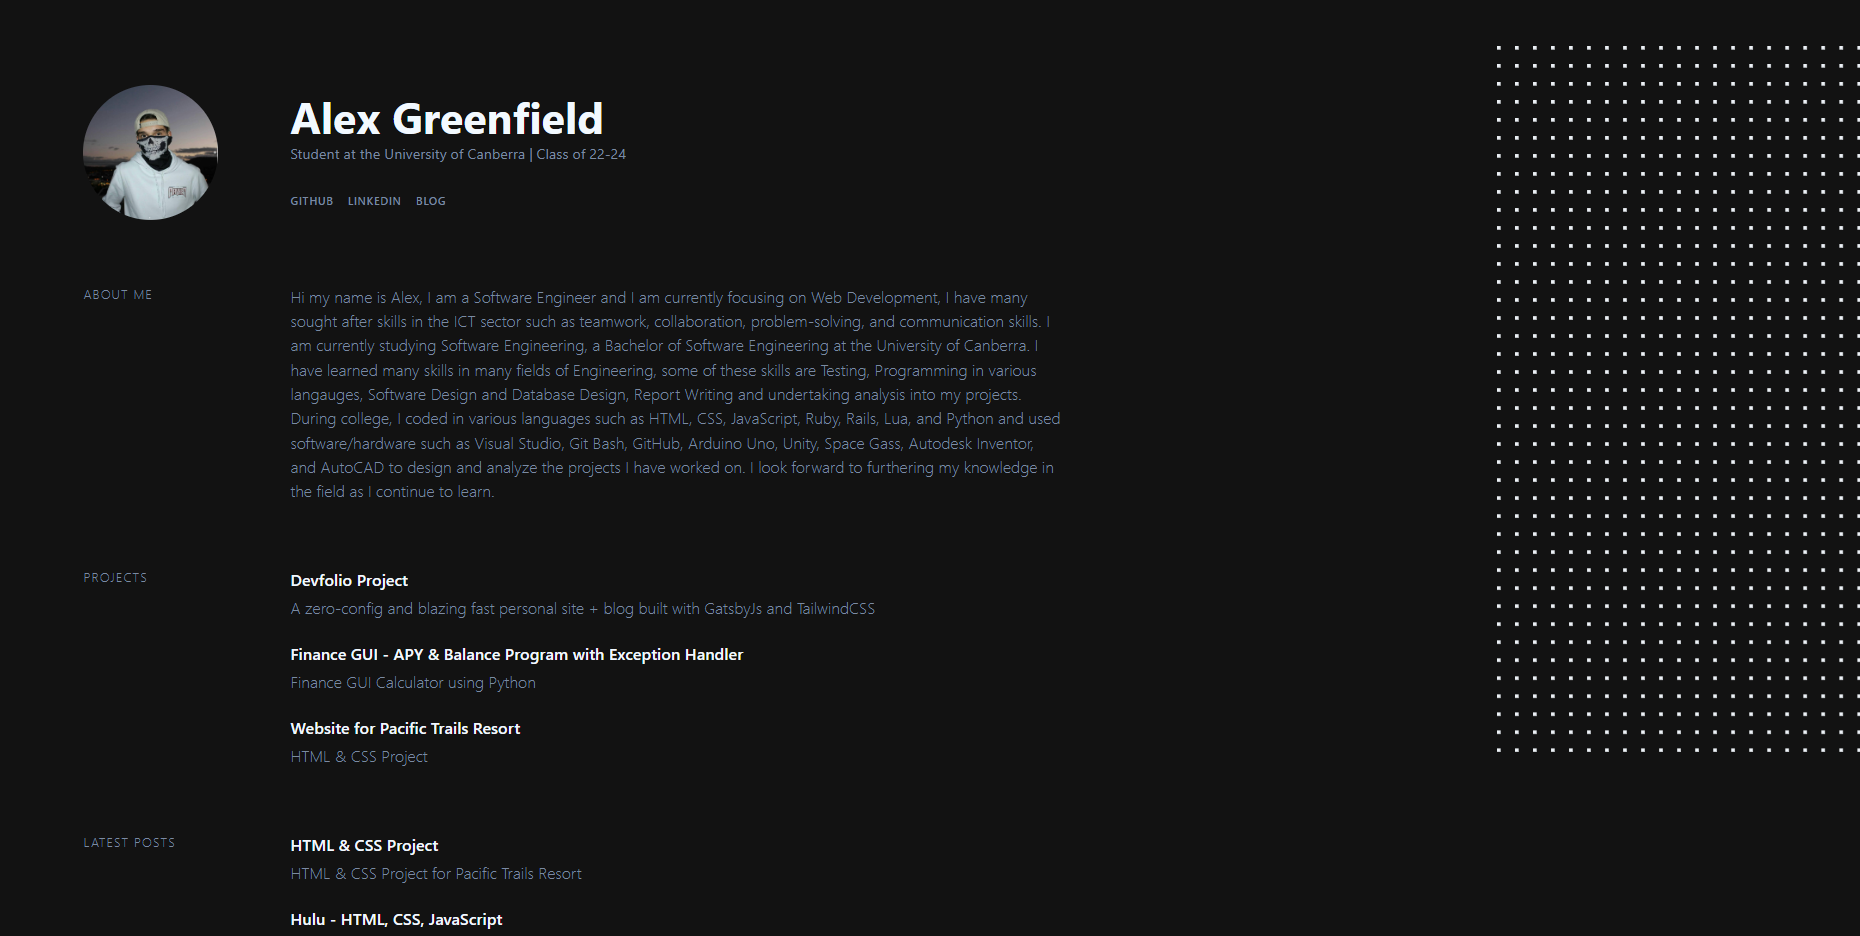 Alex Greenfield
Student at the University of Canberra | Class of 22-24
GITHUB LINKEDIN BLOG
ABOUT ME
Hi my name is Alex, I am a Software Engineer and I am currently focusing on Web Development, I have many
sought after skills in the ICT sector such as teamwork, collaboration, problem-solving, and communication skills. I
am currently studying Software Engineering, a Bachelor of Software Engineering at the University of Canberra. I
have learned many skills in many fields of Engineering, some of these skills are Testing, Programming in various
langauges, Software Design and Database Design, Report Writing and undertaking analysis into my projects.
During college, I coded in various languages such as HTML, CSS, JavaScript, Ruby, Rails, Lua, and Python and used
software/hardware such as Visual Studio, Git Bash, GitHub, Arduino Uno, Unity, Space Gass, Autodesk Inventor,
and AutoCAD to design and analyze the projects I have worked on. I look forward to furthering my knowledge in
the field as I continue to learn.
PROJECTS
Devfolio Project
A zero-config and blazing fast personal site + blog built with GatsbyJs and TailwindCSS
Finance GUI - APY & Balance Program with Exception Handler
Finance GUI Calculator using Python
Website for Pacific Trails Resort
HTML & CSS Project
LATEST POSTS
HTML & CSS Project
HTML & CSS Project for Pacific Trails Resort
Hulu - HTML, CSS, JavaScript